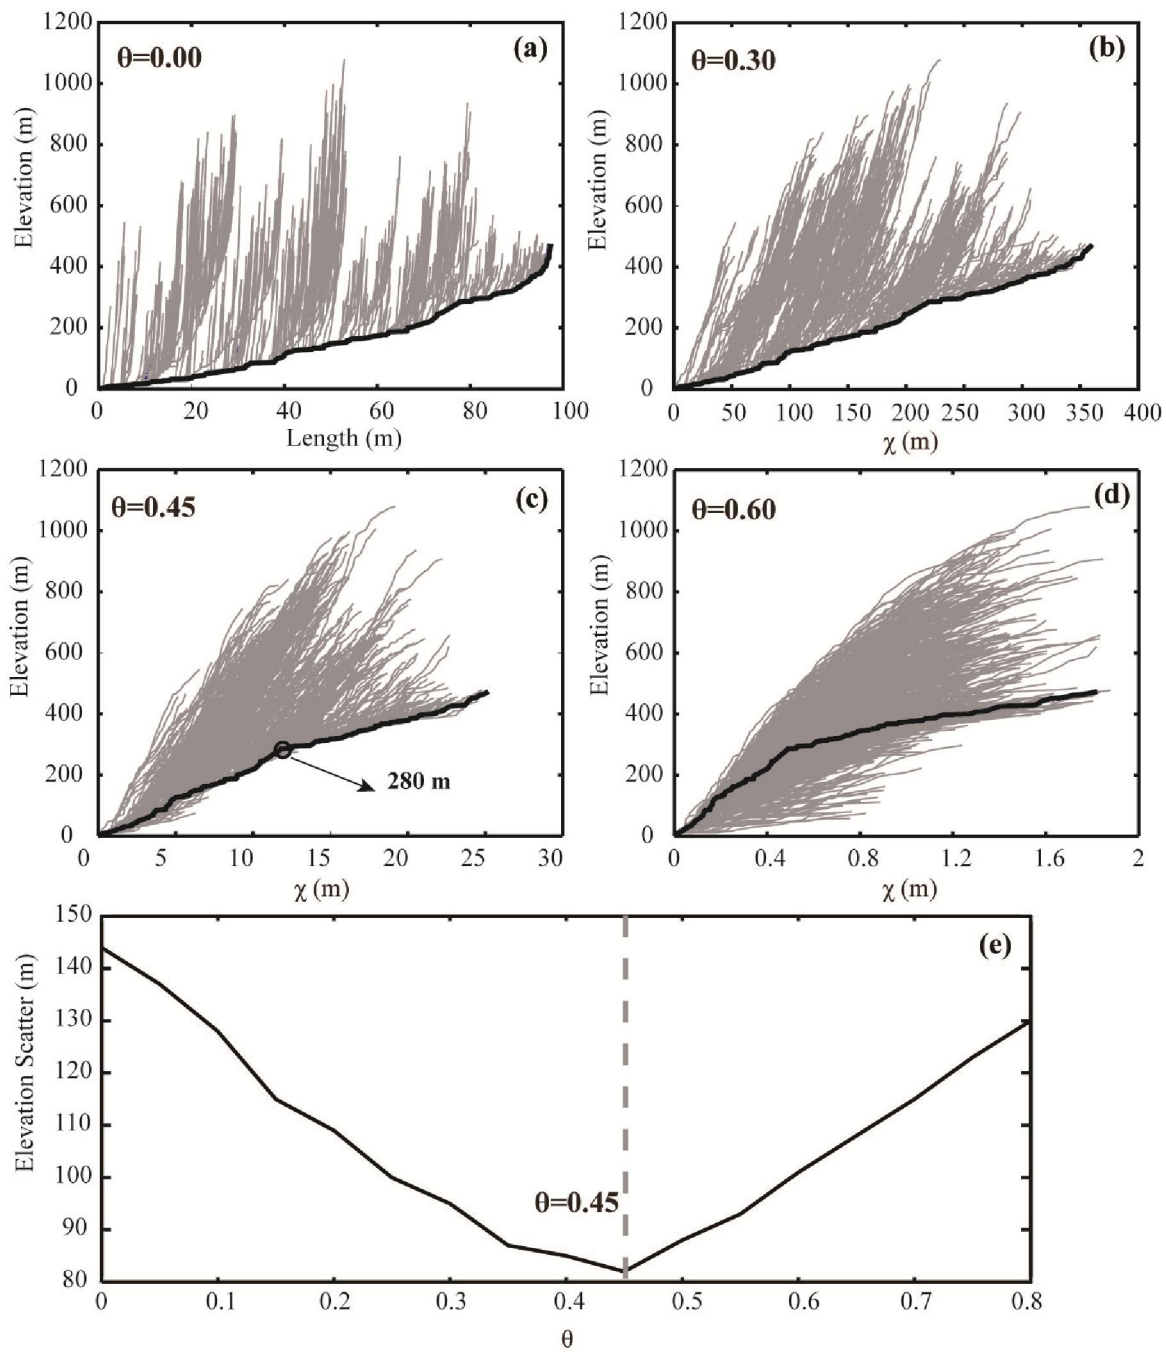 1200
(a)
θ=0.00
1000
800
600
400
200
0
Elevation (m)
0 20 40 60 80 100
Length (m)
1200
(b)
θ=0.30
1000
800
600
400
200
0
Elevation (m)
0 50 100 150 200 250 300 350 400
χ (m)
1200
(c)
θ=0.45
1000
800
600
400
200
0
Elevation (m)
280 m
0 5 10 15 20 25 30
χ (m)
1200
(d)
θ=0.60
1000
800
600
400
200
0
Elevation (m)
0 0.4 0.8 1.2 1.6 2
χ (m)
150
(e)
140
130
120
110
100
90
80
Elevation Scatter (m)
θ=0.45
0 0.1 0.2 0.3 0.4 0.5 0.6 0.7 0.8
θ